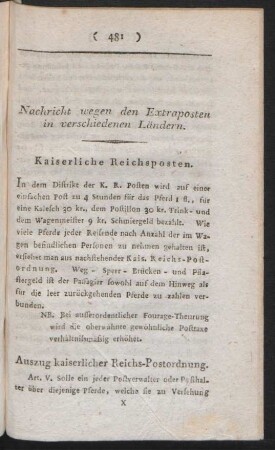 ( 481 )
Nachricht wegen den Extraposten
in verschiedenen Ländern.
Kaiserliche Reichsposten.
In dem Distrikt der K. R. Posten wird auf einer
einfachen Post zu 4 Stunden für das Pferd 1 fl., für
eine Kalesch 30 kr., dem Postillon 30 kr. Trink- und
dem Wagenmeister 9 kr. Schmiergeld bezahlt. Wie
viele Pferde jeder Reisende nach Anzahl der im Wa-
gen befindlichen Personen zu nehmen gehalten ist,
ersiehet man aus nachstehender Kais. Reichs-Post-
ordnung. Weg- Sperr- Brücken- und Pfla-
stergeld ist der Passagier sowohl auf dem Hinweg als
für die leer zurückgehenden Pferde zu zahlen ver-
bunden.
NB. Bei ausserordentlicher Fourage-Theurung
wird die oberwähnte gewöhnliche Posttaxe
verhältnismässig erhöhet.
Auszug kaiserlicher Reichs-Postordnung.
Art. V. Solle ein jeder Postverwalter oder Posthal-
ter über diejenige Pferde, welche sie zu Versehung
X